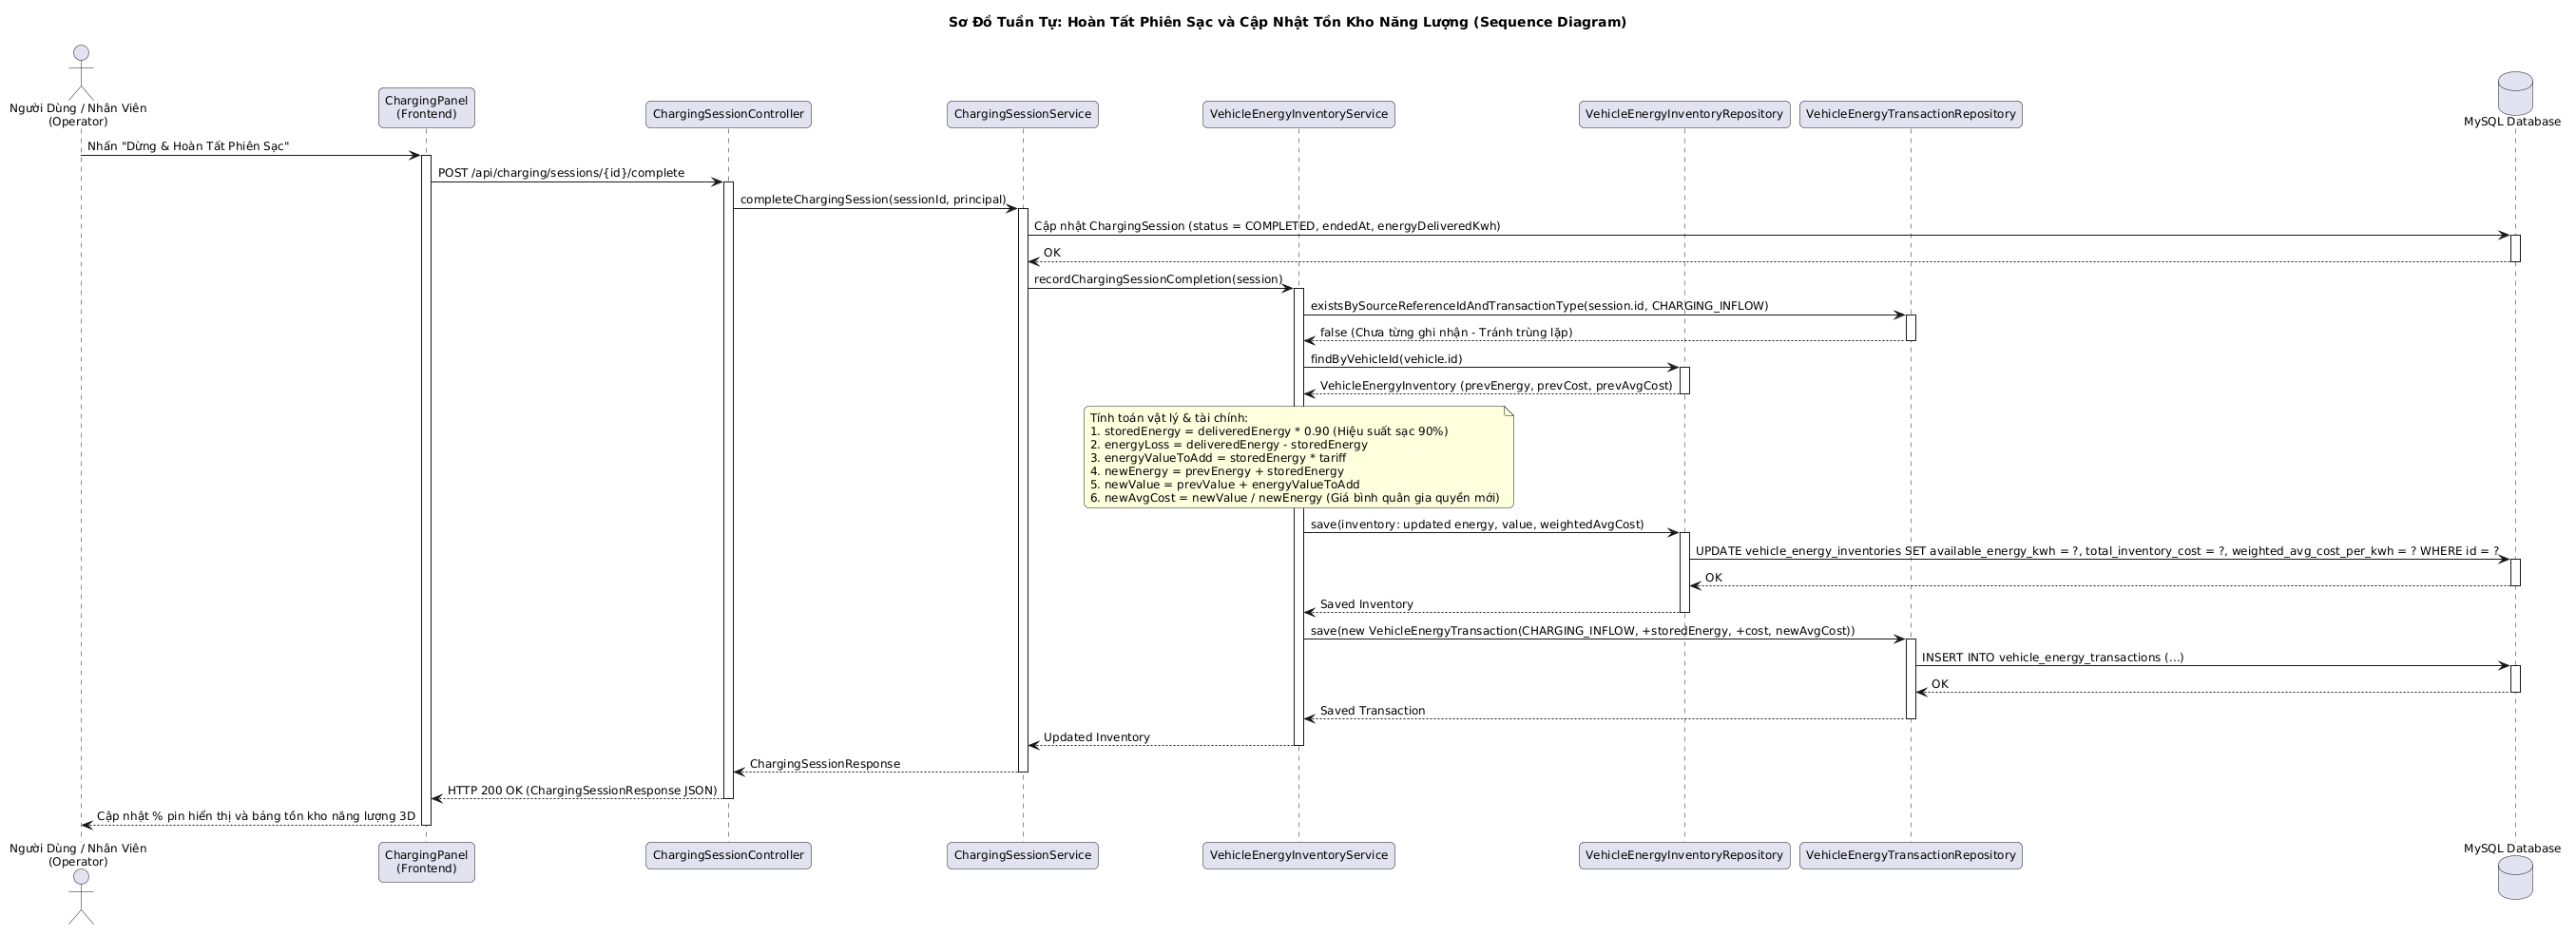 Sơ Đồ Tuần Tự: Hoàn Tất Phiên Sạc và Cập Nhật Tồn Kho Năng Lượng (Sequence Diagram)
Người Dùng / Nhân Viên
(Operator)
ChargingPanel
(Frontend)
ChargingSessionController
ChargingSessionService
VehicleEnergyInventoryService
VehicleEnergyInventoryRepository
VehicleEnergyTransactionRepository
MySQL Database
Nhấn "Dừng & Hoàn Tất Phiên Sạc"
POST /api/charging/sessions/{id}/complete
completeChargingSession(sessionId, principal)
Cập nhật ChargingSession (status = COMPLETED, endedAt, energyDeliveredKwh)
OK
recordChargingSessionCompletion(session)
existsBySourceReferenceIdAndTransactionType(session.id, CHARGING_INFLOW)
false (Chưa từng ghi nhận - Tránh trùng lặp)
findByVehicleId(vehicle.id)
VehicleEnergyInventory (prevEnergy, prevCost, prevAvgCost)
Tính toán vật lý & tài chính:
1. storedEnergy = deliveredEnergy * 0.90 (Hiệu suất sạc 90%)
2. energyLoss = deliveredEnergy - storedEnergy
3. energyValueToAdd = storedEnergy * tariff
4. newEnergy = prevEnergy + storedEnergy
5. newValue = prevValue + energyValueToAdd
6. newAvgCost = newValue / newEnergy (Giá bình quân gia quyền mới)
save(inventory: updated energy, value, weightedAvgCost)
UPDATE vehicle_energy_inventories SET available_energy_kwh = ?, total_inventory_cost = ?, weighted_avg_cost_per_kwh = ? WHERE id = ?
OK
Saved Inventory
save(new VehicleEnergyTransaction(CHARGING_INFLOW, +storedEnergy, +cost, newAvgCost))
INSERT INTO vehicle_energy_transactions (...)
OK
Saved Transaction
Updated Inventory
ChargingSessionResponse
HTTP 200 OK (ChargingSessionResponse JSON)
Cập nhật % pin hiển thị và bảng tồn kho năng lượng 3D
Người Dùng / Nhân Viên
(Operator)
ChargingPanel
(Frontend)
ChargingSessionController
ChargingSessionService
VehicleEnergyInventoryService
VehicleEnergyInventoryRepository
VehicleEnergyTransactionRepository
MySQL Database